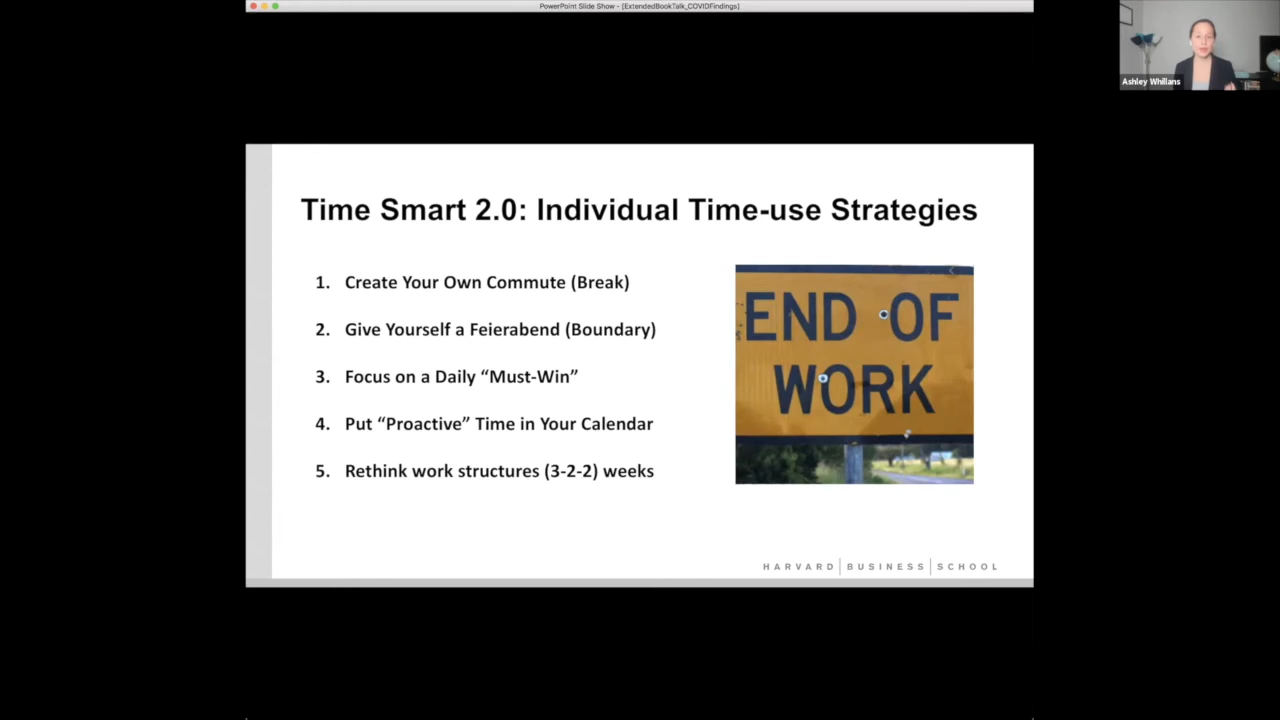 PowerPoint Slide Show - [ExtendedBookTalk_COVIDFindings]
Ashley Whillans
Time Smart 2.0: Individual Time-use Strategies
1. Create Your Own Commute (Break)
2. Give Yourself a Feierabend (Boundary)
3. Focus on a Daily “Must-Win”
4. Put “Proactive” Time in Your Calendar
5. Rethink work structures (3-2-2) weeks
END OF
WORK
HARVARD BUSINESS SCHOOL